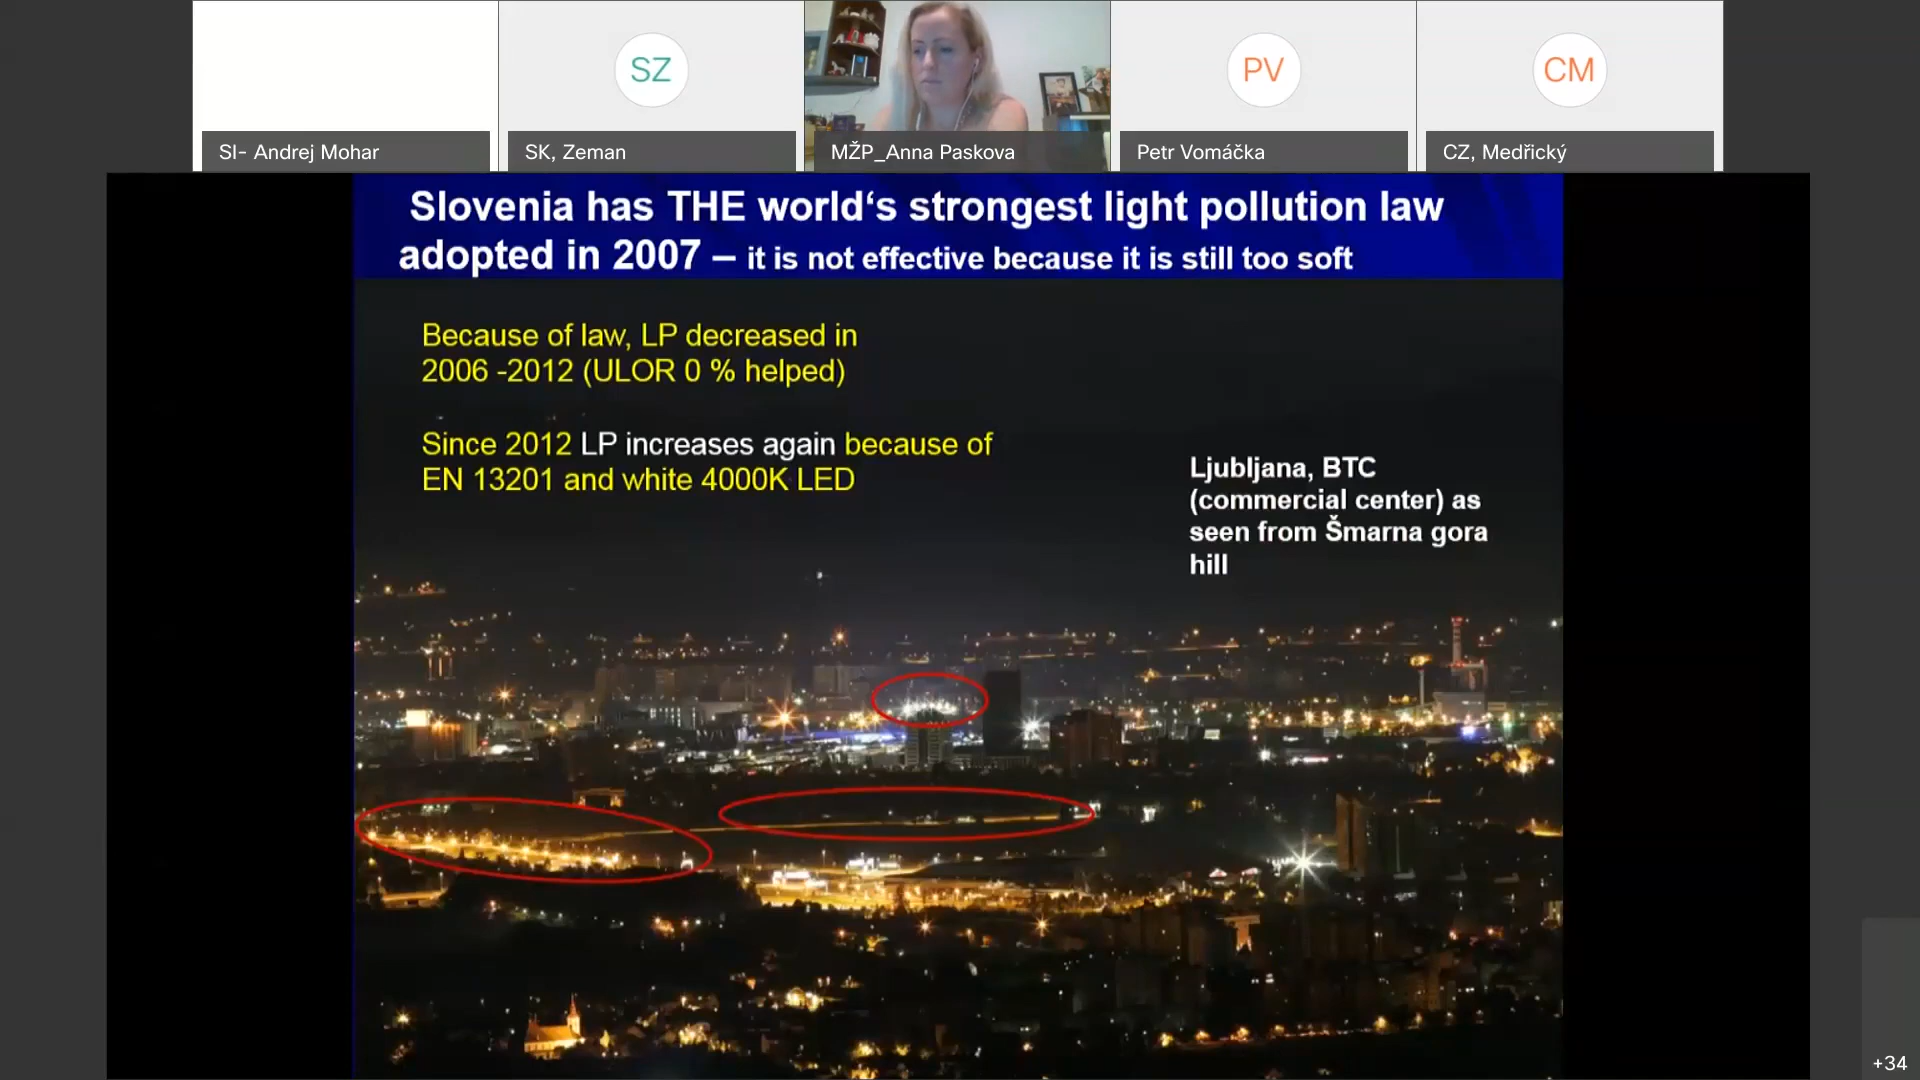 SZ
PV
CM
SI- Andrej Mohar
SK, Zeman
MŽP_Anna Paskova
Petr Vomáčka
CZ, Medřický
Slovenia has THE world‘s strongest light pollution law
adopted in 2007 – it is not effective because it is still too soft
Because of law, LP decreased in
2006 -2012 (ULOR 0 % helped)
Since 2012 LP increases again because of
EN 13201 and white 4000K LED
Ljubljana, BTC
(commercial center) as
seen from Šmarna gora
hill
+34